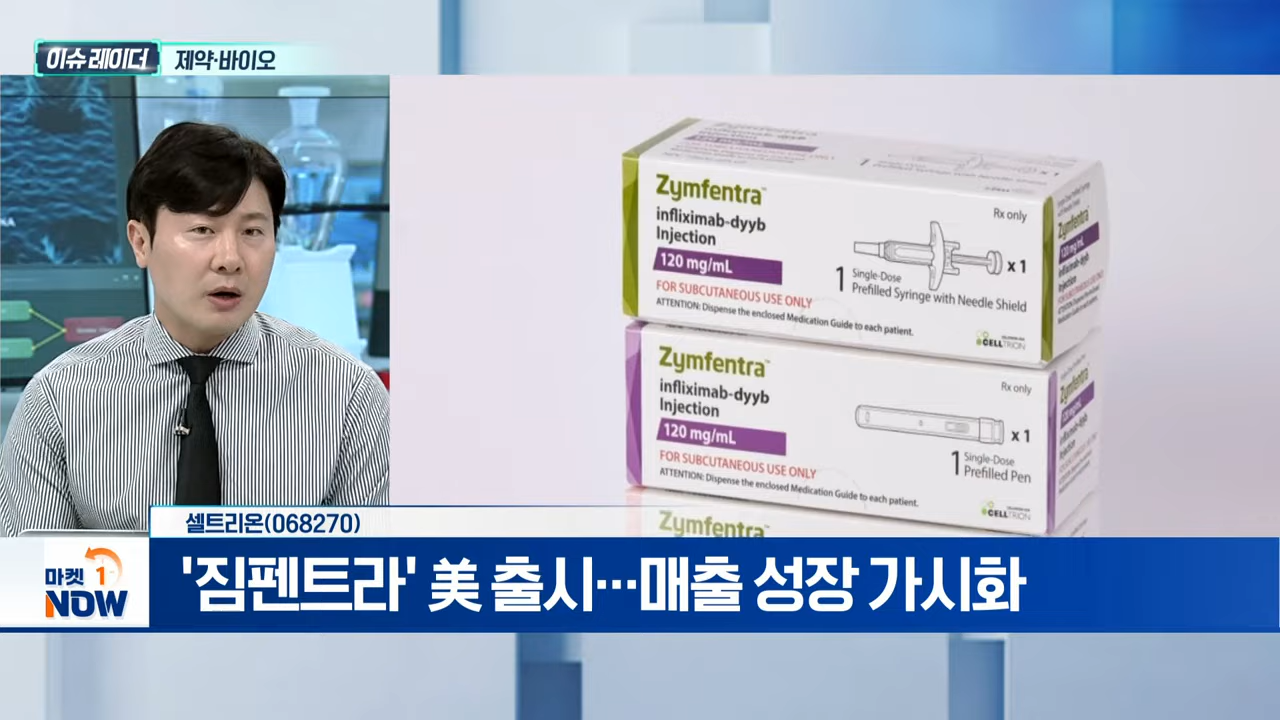 이슈 레이더 제약·바이오
Zymfentra™
infliximab-dyyb
Injection
120 mg/mL
FOR SUBCUTANEOUS USE ONLY
ATTENTION: Dispense the enclosed Medication Guide to each patient.
Rx only
x 1
1 Single-Dose
Prefilled Syringe with Needle Shield
CELLTRION
Zymfentra™
infliximab-dyyb
Injection
120 mg/mL
FOR SUBCUTANEOUS USE ONLY
ATTENTION: Dispense the enclosed Medication Guide to each patient.
Rx only
x 1
1 Single-Dose
Prefilled Pen
CELLTRION
Zymfentra
셀트리온(068270)
마켓 1
NOW
'짐펜트라' 美 출시…매출 성장 가시화